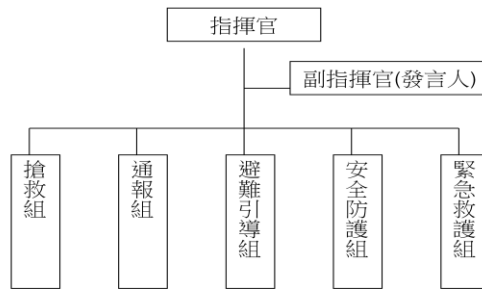 指揮官
副指揮官(發言人)
搶救組
通報組
避難引導組
安全防護組
緊急救護組